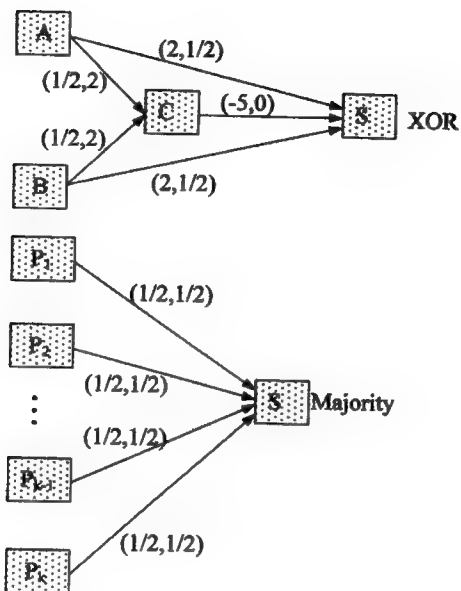 A
(2,1/2)
(1/2,2)
C
(-5,0)
S
XOR
(1/2,2)
B
(2,1/2)
P1
(1/2,1/2)
P2
(1/2,1/2)
S
Majority
(1/2,1/2)
Pk-1
(1/2,1/2)
Pk